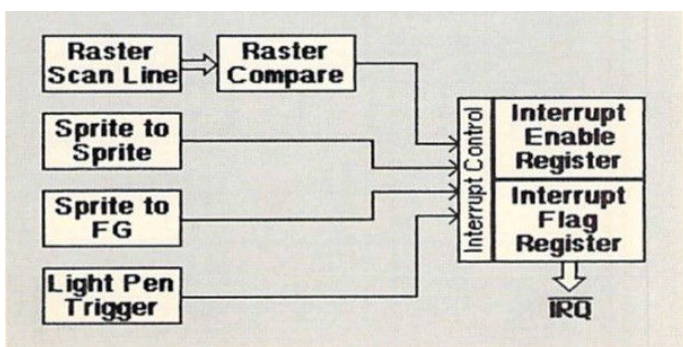 Raster
Scan Line
Raster
Compare
Sprite to
Sprite
Sprite to
FG
Light Pen
Trigger
Interrupt Control
Interrupt
Enable
Register
Interrupt
Flag
Register
IRQ